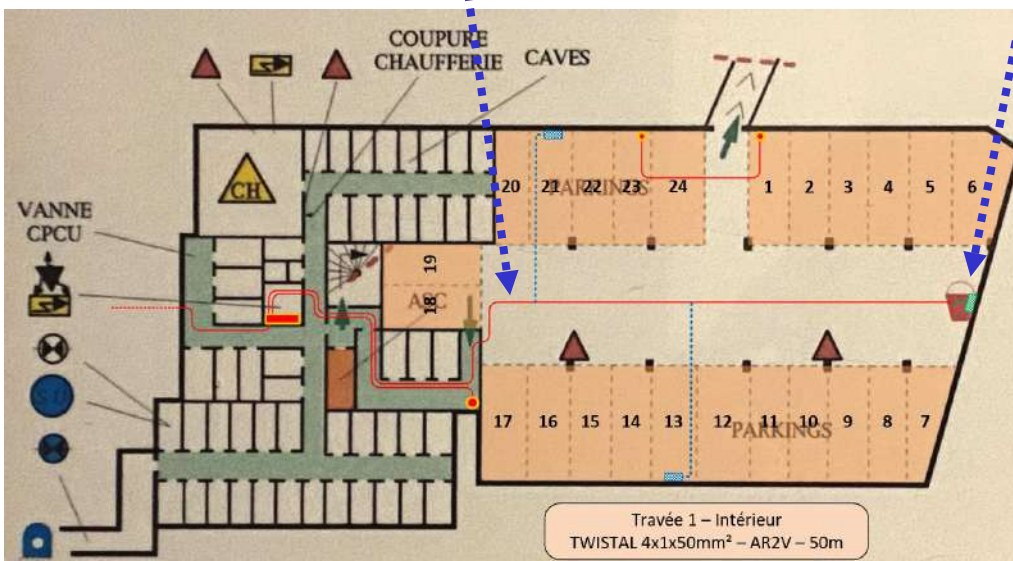 COUPURE
CHAUFFERIE
CAVES
CH
VANNE
CPCU
20 21 22 23 24
PARKINGS
1 2 3 4 5 6
19
18
ASC
17 16 15 14 13 12 11 10 9 8 7
PARKINGS
Travée 1 – Intérieur
TWISTAL 4x1x50mm² – AR2V – 50m